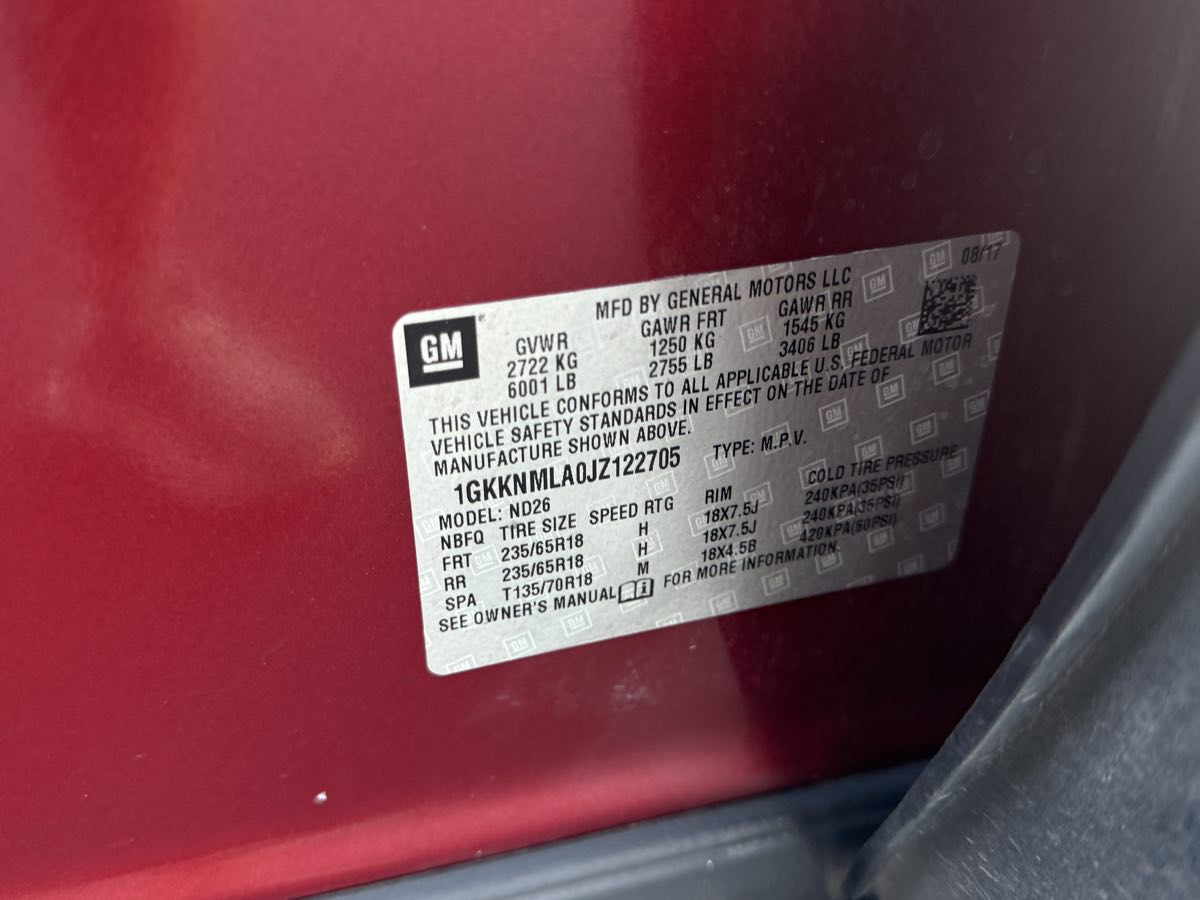 08/17
MFD BY GENERAL MOTORS LLC
GM
GVWR GAWR FRT GAWR RR
2722 KG 1250 KG 1545 KG
6001 LB 2755 LB 3406 LB
THIS VEHICLE CONFORMS TO ALL APPLICABLE U.S. FEDERAL MOTOR
VEHICLE SAFETY STANDARDS IN EFFECT ON THE DATE OF
MANUFACTURE SHOWN ABOVE.
1GKKNMLA0JZ122705 TYPE: M.P.V.
MODEL: ND26
NBFQ TIRE SIZE SPEED RTG RIM COLD TIRE PRESSURE
FRT 235/65R18 H 18X7.5J 240KPA(35PSI)
RR 235/65R18 H 18X7.5J 240KPA(35PSI)
SPA T135/70R18 M 18X4.5B 420KPA(60PSI)
SEE OWNER'S MANUAL FOR MORE INFORMATION